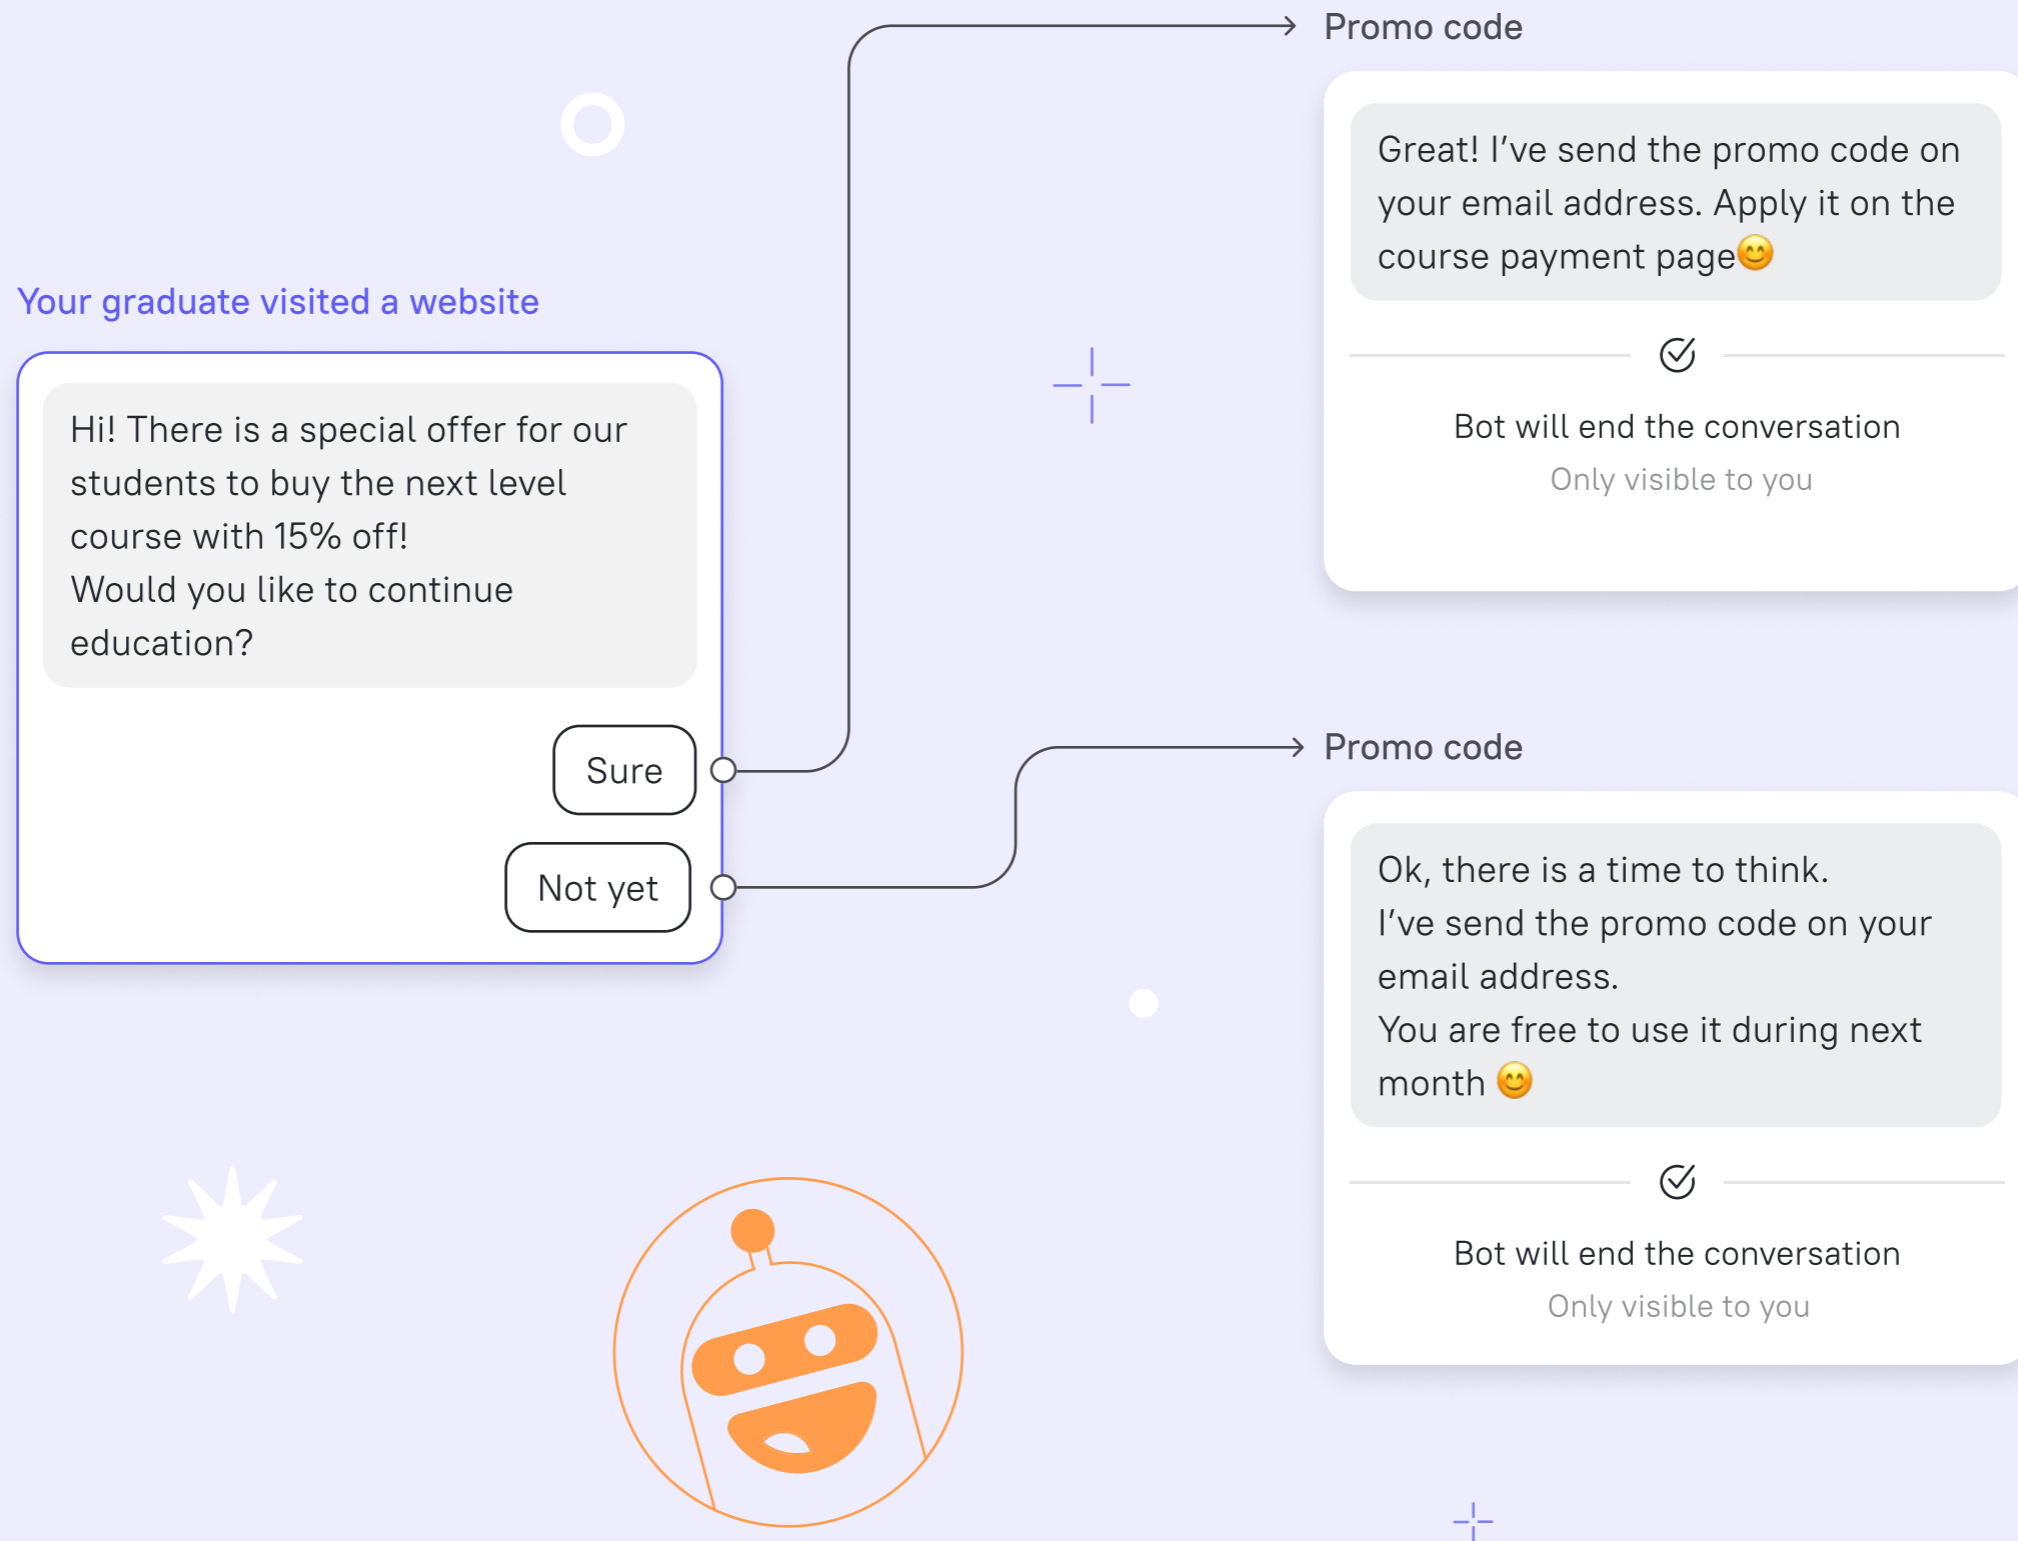 Your graduate visited a website
Hi! There is a special offer for our
students to buy the next level
course with 15% off!
Would you like to continue
education?
Sure
Not yet
Promo code
Great! I’ve send the promo code on
your email address. Apply it on the
course payment page😊
Bot will end the conversation
Only visible to you
Promo code
Ok, there is a time to think.
I’ve send the promo code on your
email address.
You are free to use it during next
month 😊
Bot will end the conversation
Only visible to you